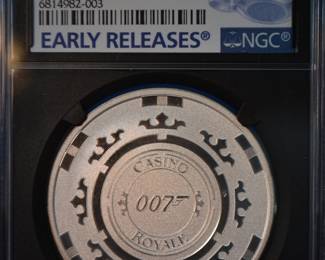 6814982-003
EARLY RELEASES®
NGC®
CASINO
007
ROYALE